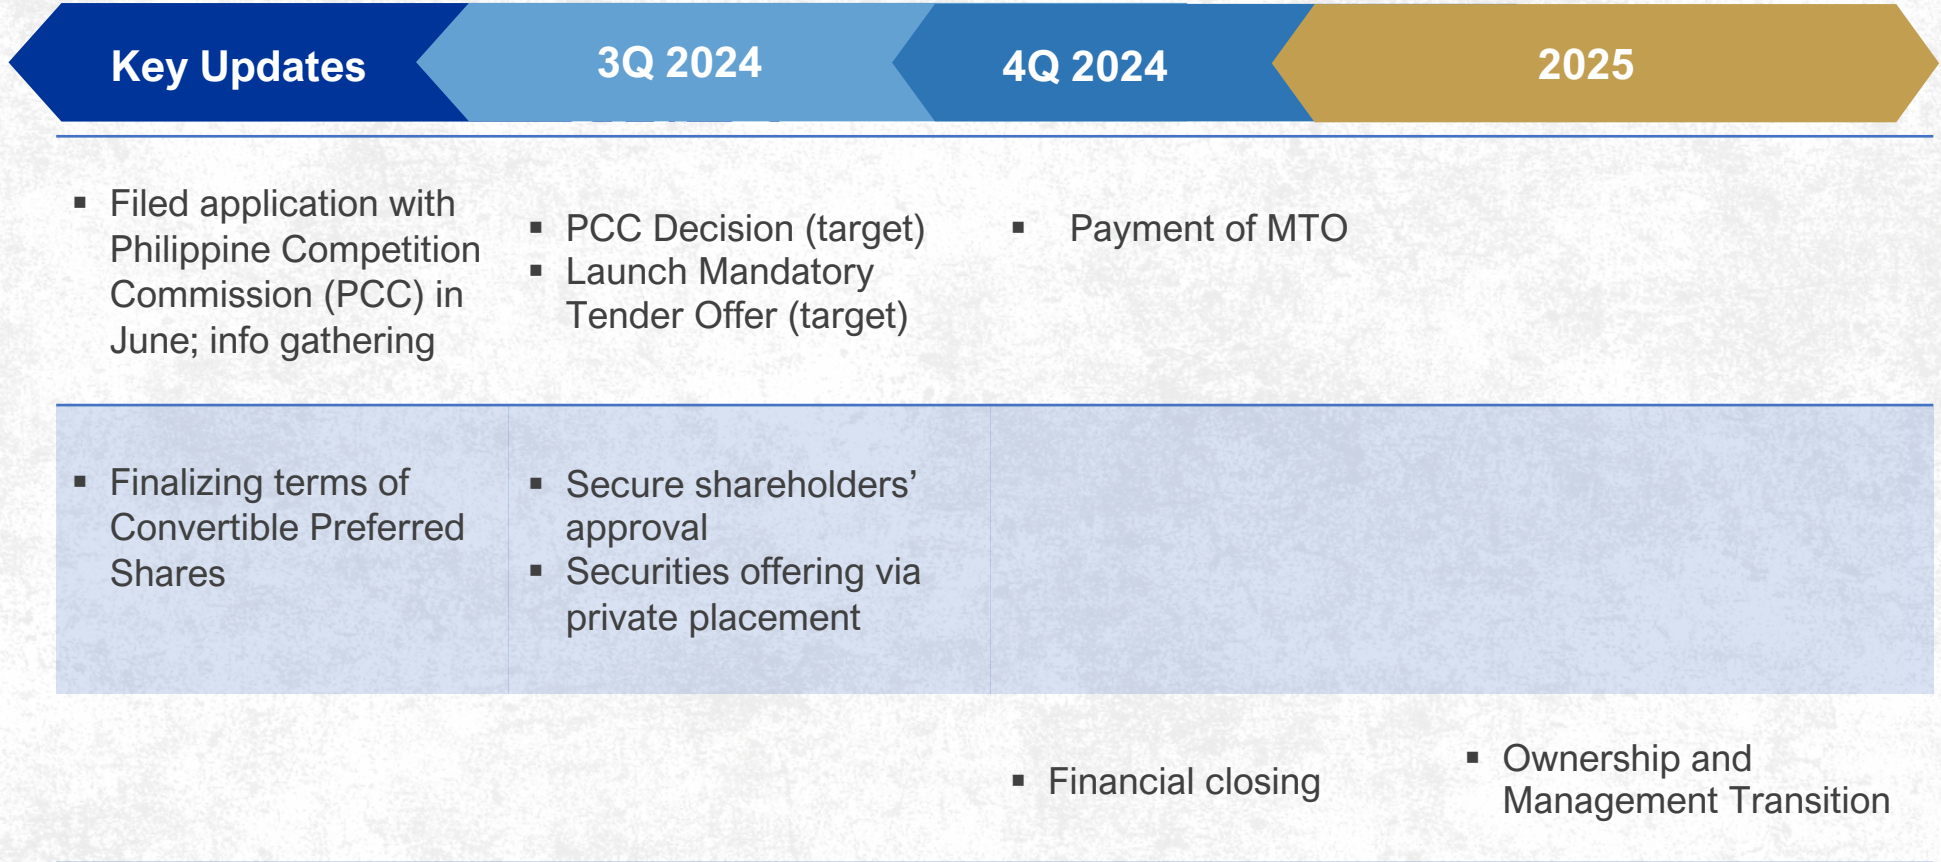 Key Updates
3Q 2024
4Q 2024
2025
▪ Filed application with
Philippine Competition
Commission (PCC) in
June; info gathering
▪ PCC Decision (target)
▪ Launch Mandatory
Tender Offer (target)
▪ Payment of MTO
▪ Finalizing terms of
Convertible Preferred
Shares
▪ Secure shareholders’
approval
▪ Securities offering via
private placement
▪ Financial closing
▪ Ownership and
Management Transition